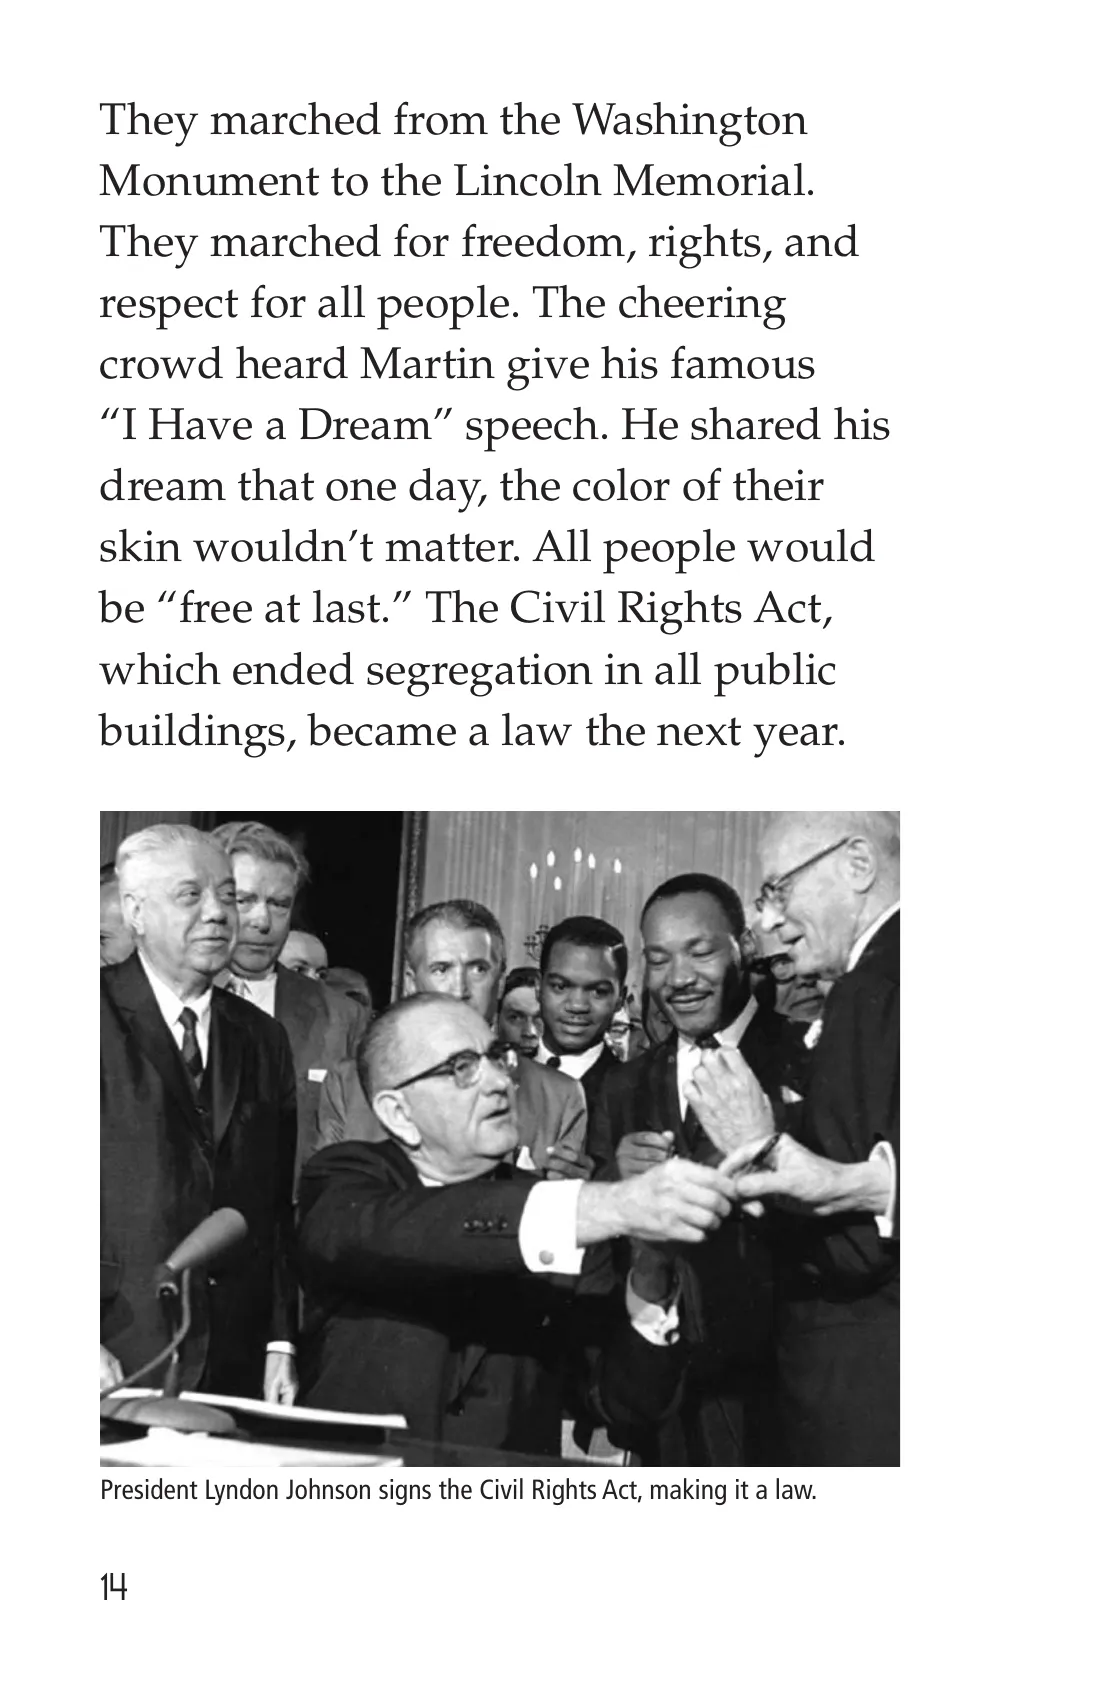 They marched from the Washington
Monument to the Lincoln Memorial.
They marched for freedom, rights, and
respect for all people. The cheering
crowd heard Martin give his famous
“I Have a Dream” speech. He shared his
dream that one day, the color of their
skin wouldn’t matter. All people would
be “free at last.” The Civil Rights Act,
which ended segregation in all public
buildings, became a law the next year.
President Lyndon Johnson signs the Civil Rights Act, making it a law.
14